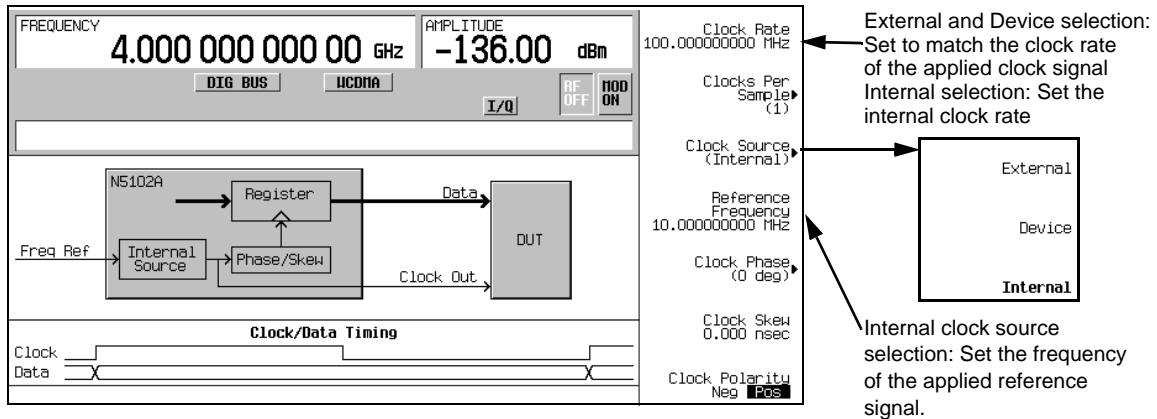 FREQUENCY
4.000 000 000 00 GHz
AMPLITUDE
-136.00 dBm
DIG BUS
WCDMA
I/Q
RF
OFF
MOD
ON
N5102A
Register
Data
Freq Ref
Internal
Source
Phase/Skew
DUT
Clock Out
Clock/Data Timing
Clock
Data
Clock Rate
100.000000000 MHz
Clocks Per
Sample
(1)
Clock Source
(Internal)
Reference
Frequency
10.000000000 MHz
Clock Phase
(0 deg)
Clock Skew
0.000 nsec
Clock Polarity
Neg Pos
External and Device selection:
Set to match the clock rate
of the applied clock signal
Internal selection: Set the
internal clock rate
External
Device
Internal
Internal clock source
selection: Set the frequency
of the applied reference
signal.